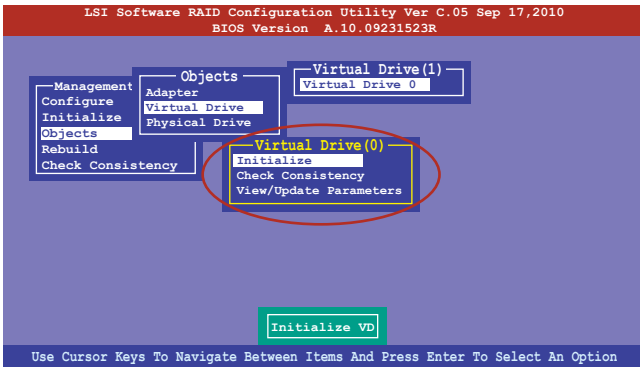 LSI Software RAID Configuration Utility Ver C.05 Sep 17,2010
BIOS Version A.10.09231523R
Management
Configure
Initialize
Objects
Rebuild
Check Consistency
Objects
Adapter
Virtual Drive
Physical Drive
Virtual Drive(1)
Virtual Drive 0
Virtual Drive(0)
Initialize
Check Consistency
View/Update Parameters
Initialize VD
Use Cursor Keys To Navigate Between Items And Press Enter To Select An Option